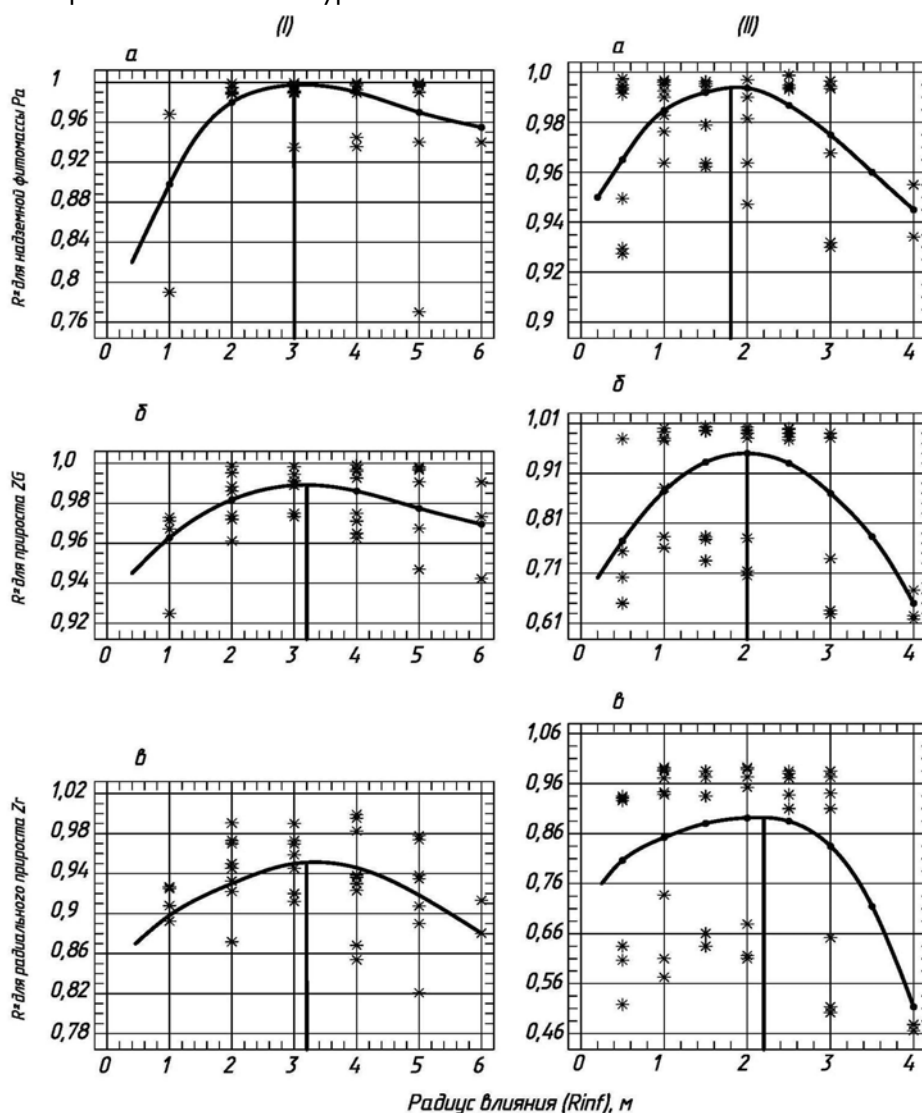 (I)
(II)
а
R² для надземной фитомассы Pa
1
0,96
0,92
0,88
0,84
0,8
0,76
0 1 2 3 4 5 6
а
1,0
0,98
0,96
0,94
0,92
0,9
0 1 2 3 4
б
R² для прироста ZG
1,0
0,98
0,96
0,94
0,92
0 1 2 3 4 5 6
б
1,01
0,91
0,81
0,71
0,61
0 1 2 3 4
в
R² для радиального прироста Zr
1,02
0,98
0,94
0,9
0,86
0,82
0,78
0 1 2 3 4 5 6
в
1,06
0,96
0,86
0,76
0,66
0,56
0,46
0 1 2 3 4
Радиус влияния (Rinf), м